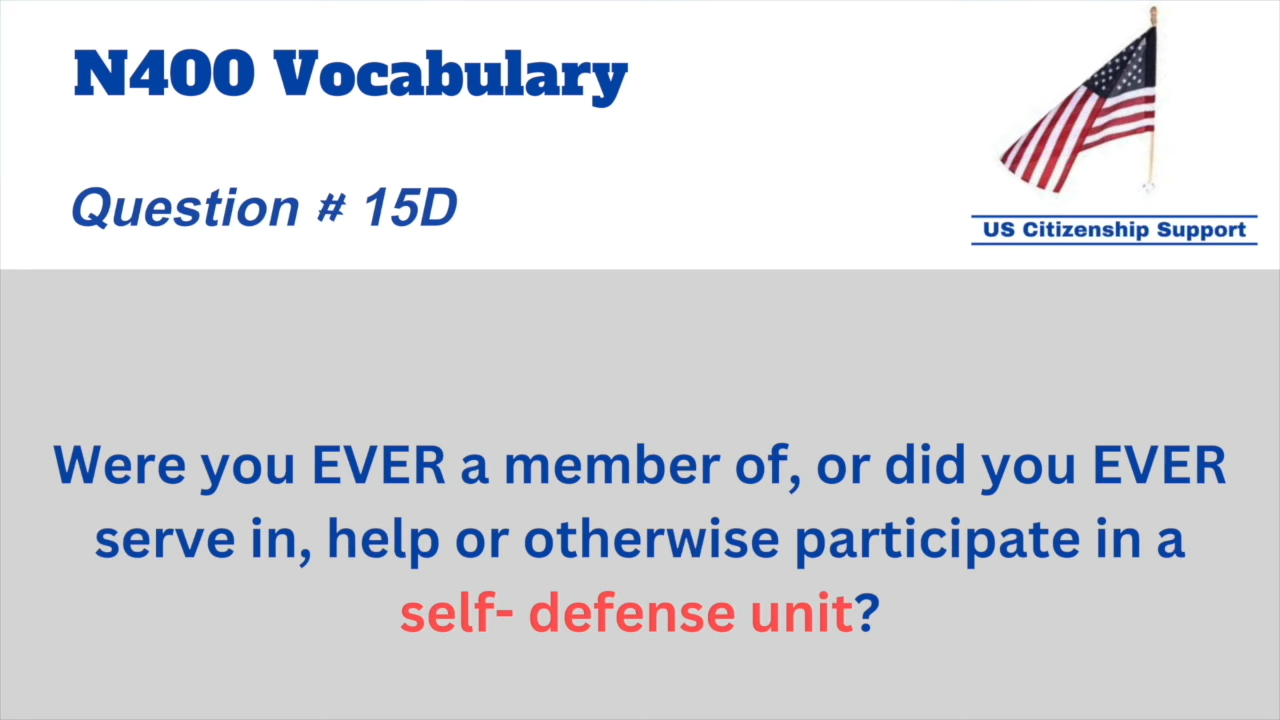 N400 Vocabulary
Question # 15D
US Citizenship Support
Were you EVER a member of, or did you EVER
serve in, help or otherwise participate in a
self- defense unit?